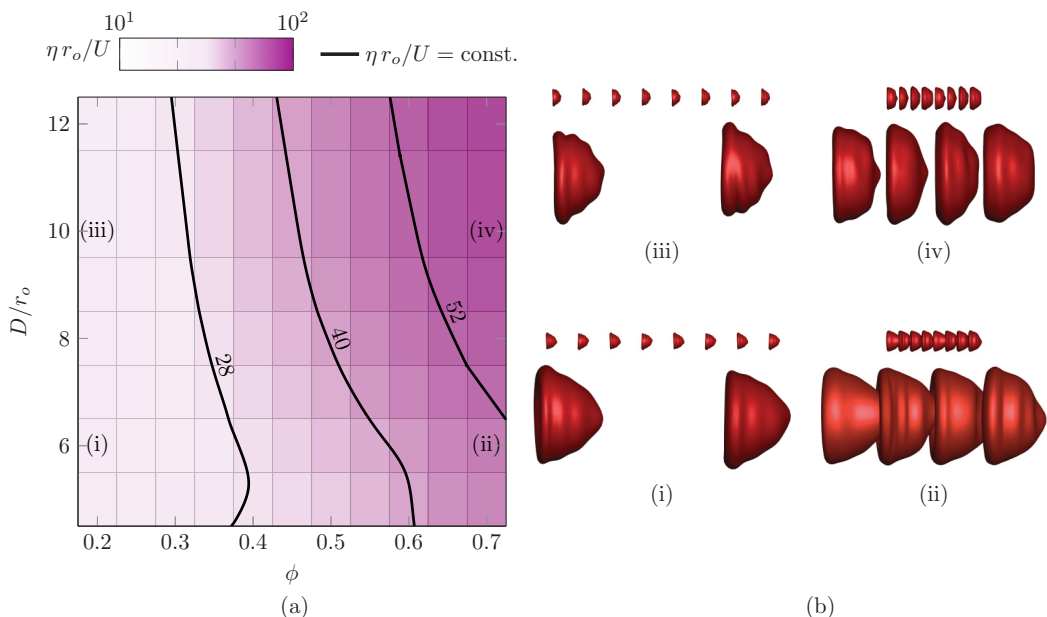 10^1 10^2
η r_o/U
η r_o/U = const.
12
10
8
6
D/r_o
(iii)
(iv)
(i)
(ii)
28
40
52
0.2 0.3 0.4 0.5 0.6 0.7
ϕ
(a)
(iii) (iv)
(i) (ii)
(b)